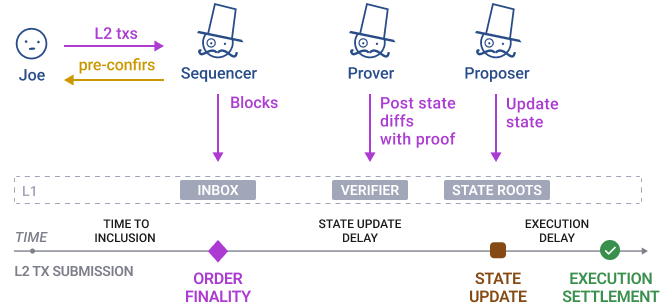 L2 txs
pre-confirs
Joe
Sequencer
Prover
Proposer
Blocks
Post state
diffs
with proof
Update
state
L1
INBOX
VERIFIER
STATE ROOTS
TIME TO
INCLUSION
STATE UPDATE
DELAY
EXECUTION
DELAY
TIME
L2 TX SUBMISSION
ORDER
FINALITY
STATE
UPDATE
EXECUTION
SETTLEMENT